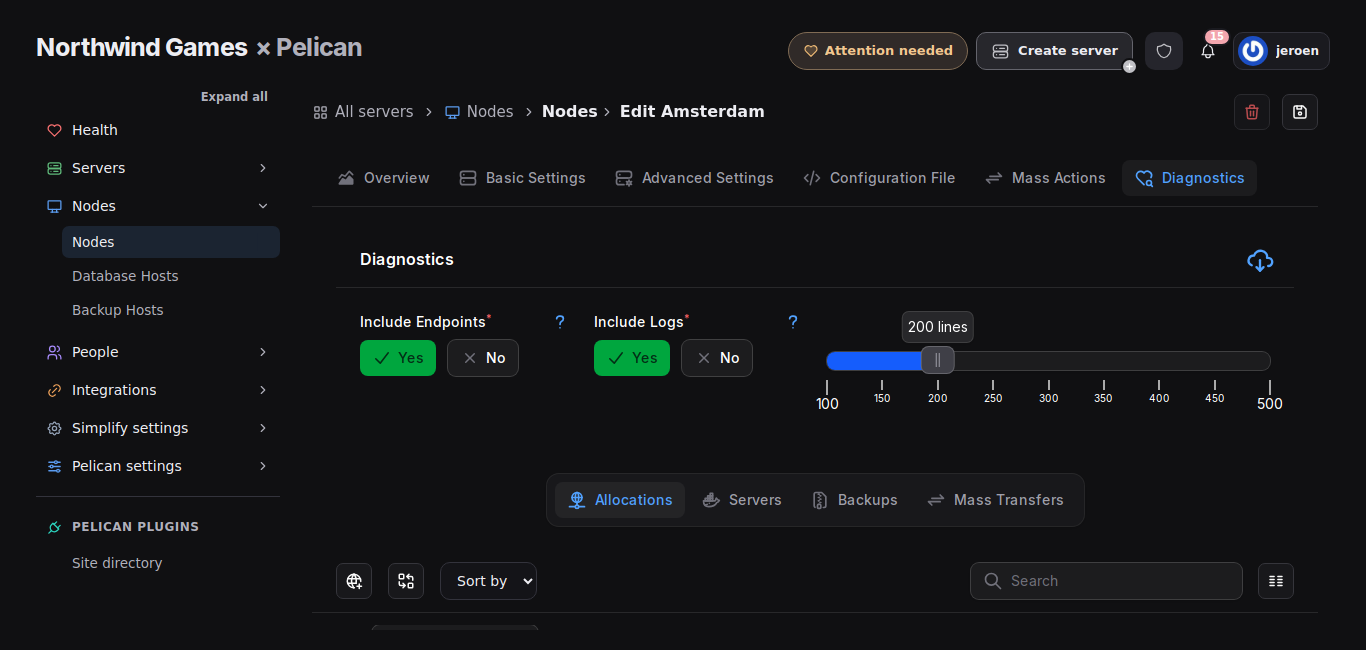 Northwind Games × Pelican
Attention needed
Create server
15
jeroen
Expand all
Health
Servers
Nodes
Nodes
Database Hosts
Backup Hosts
People
Integrations
Simplify settings
Pelican settings
PELICAN PLUGINS
Site directory
All servers > Nodes > Nodes > Edit Amsterdam
Overview
Basic Settings
Advanced Settings
Configuration File
Mass Actions
Diagnostics
Diagnostics
Include Endpoints* ?
Yes
No
Include Logs* ?
Yes
No
200 lines
100 150 200 250 300 350 400 450 500
Allocations
Servers
Backups
Mass Transfers
Sort by
Search